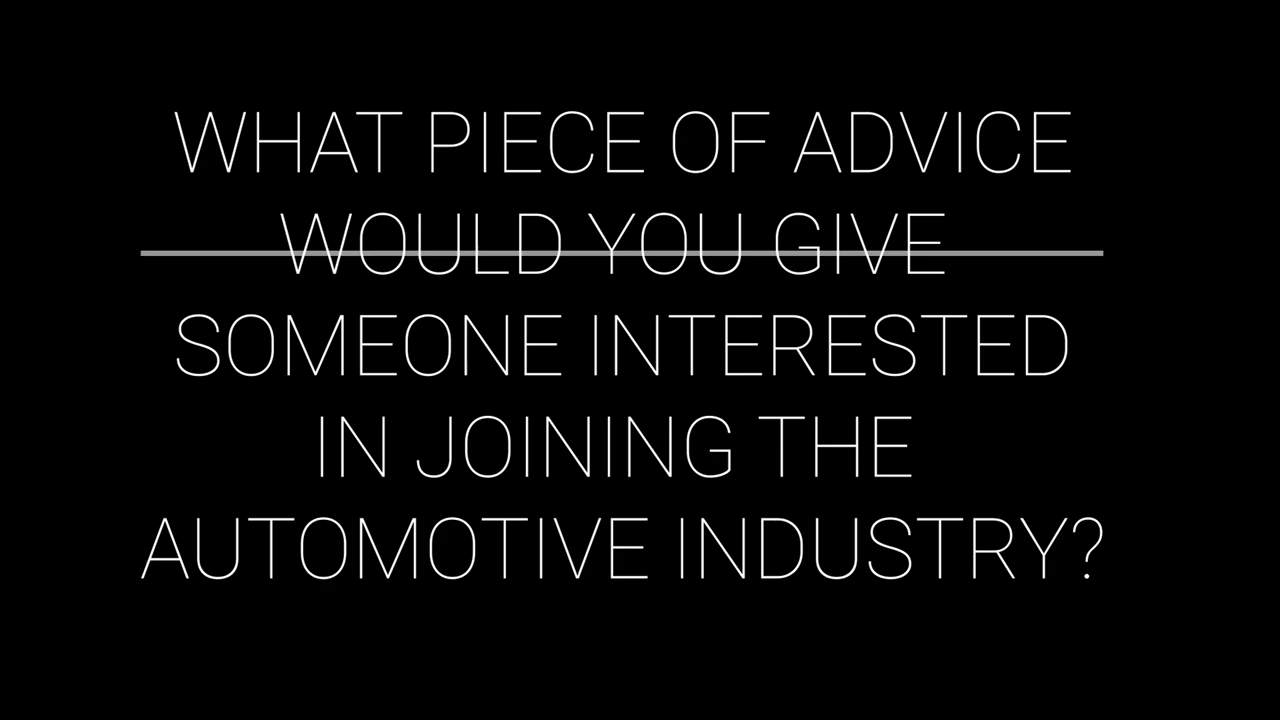 WHAT PIECE OF ADVICE
WOULD YOU GIVE
SOMEONE INTERESTED
IN JOINING THE
AUTOMOTIVE INDUSTRY?